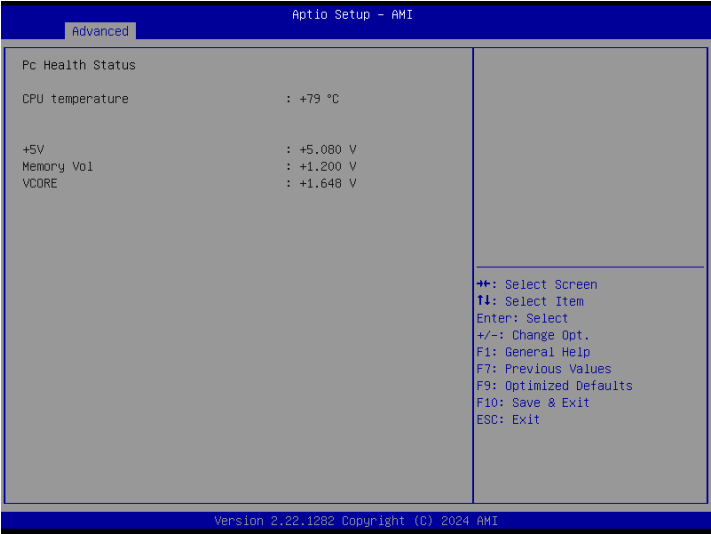 Aptio Setup - AMI
Advanced
Pc Health Status
CPU temperature : +79 °C
+5V : +5.080 V
Memory Vol : +1.200 V
VCORE : +1.648 V
→←: Select Screen
↑↓: Select Item
Enter: Select
+/-: Change Opt.
F1: General Help
F7: Previous Values
F9: Optimized Defaults
F10: Save & Exit
ESC: Exit
Version 2.22.1282 Copyright (C) 2024 AMI